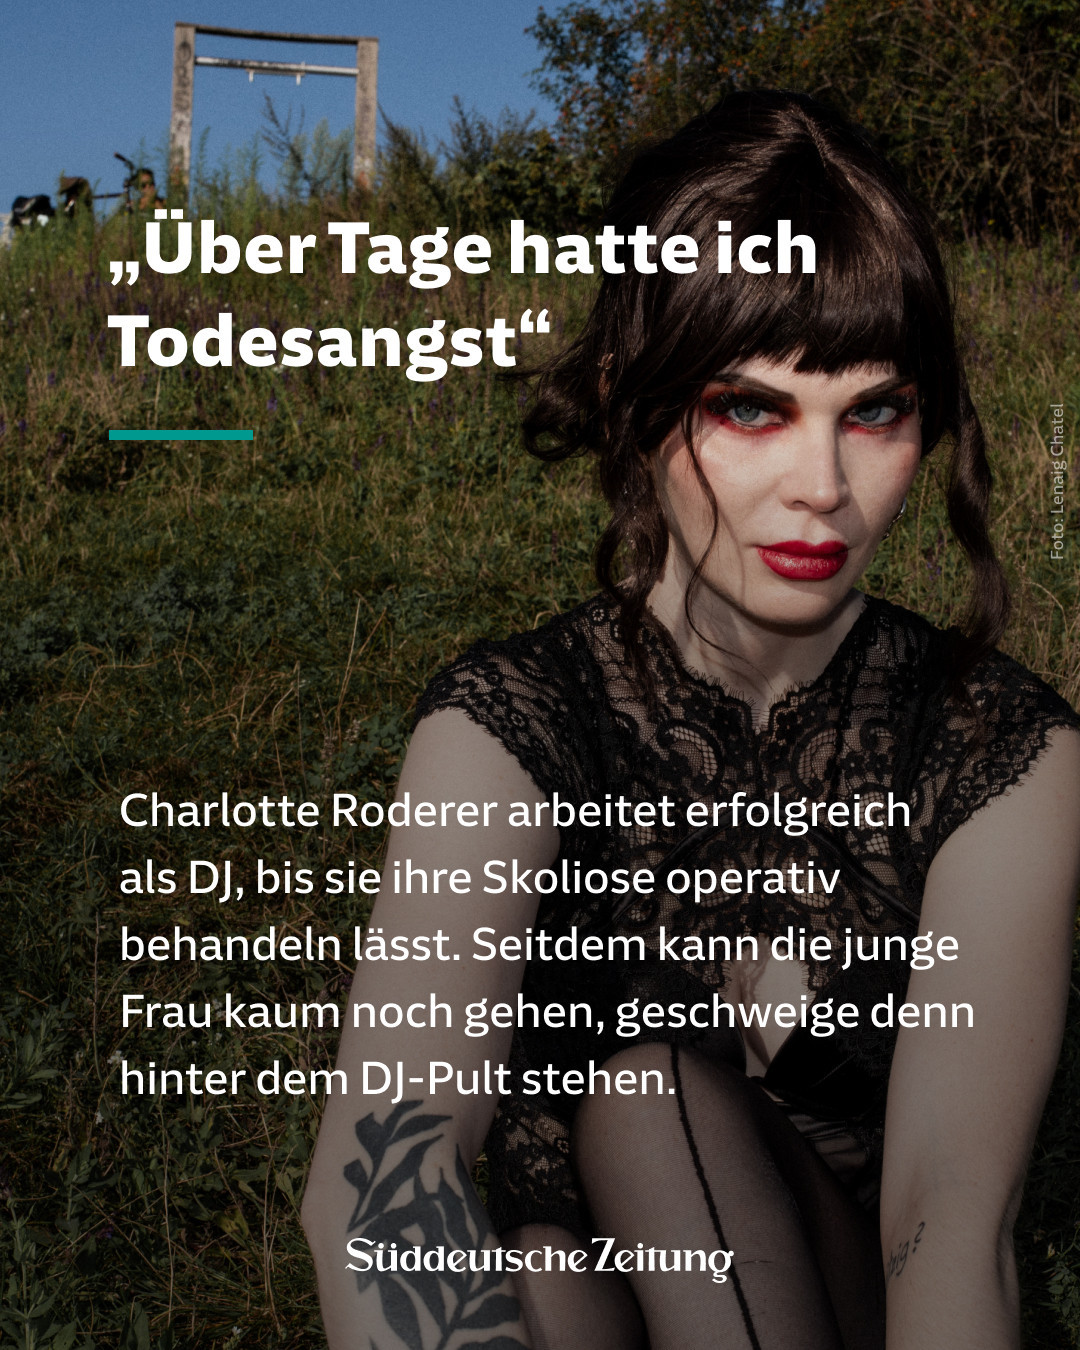 „Über Tage hatte ich
Todesangst“
Foto: Lenaig Chatel
Charlotte Roderer arbeitet erfolgreich
als DJ, bis sie ihre Skoliose operativ
behandeln lässt. Seitdem kann die junge
Frau kaum noch gehen, geschweige denn
hinter dem DJ-Pult stehen.
Süddeutsche Zeitung